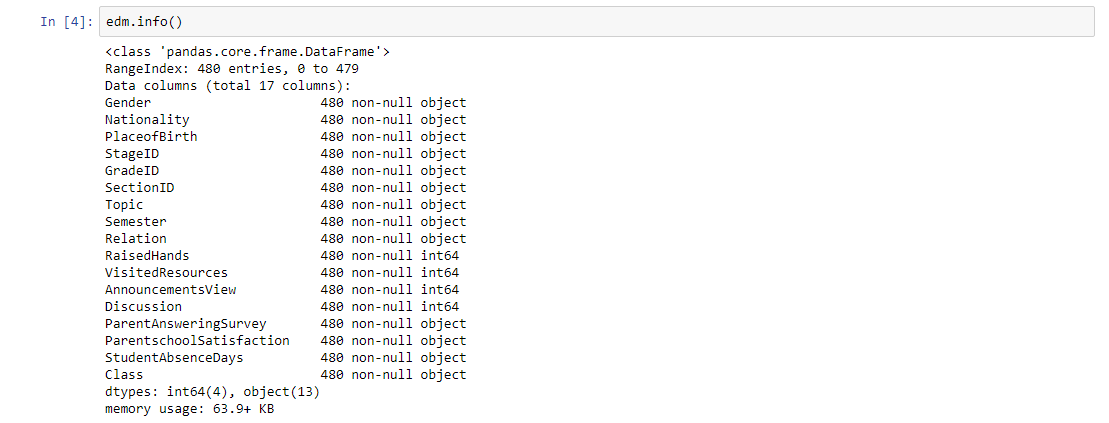 In [4]: edm.info()
<class 'pandas.core.frame.DataFrame'>
RangeIndex: 480 entries, 0 to 479
Data columns (total 17 columns):
Gender                      480 non-null object
Nationality                 480 non-null object
PlaceofBirth                480 non-null object
StageID                     480 non-null object
GradeID                     480 non-null object
SectionID                   480 non-null object
Topic                       480 non-null object
Semester                    480 non-null object
Relation                    480 non-null object
RaisedHands                 480 non-null int64
VisitedResources            480 non-null int64
AnnouncementsView           480 non-null int64
Discussion                  480 non-null int64
ParentAnsweringSurvey       480 non-null object
ParentschoolSatisfaction    480 non-null object
StudentAbsenceDays          480 non-null object
Class                       480 non-null object
dtypes: int64(4), object(13)
memory usage: 63.9+ KB